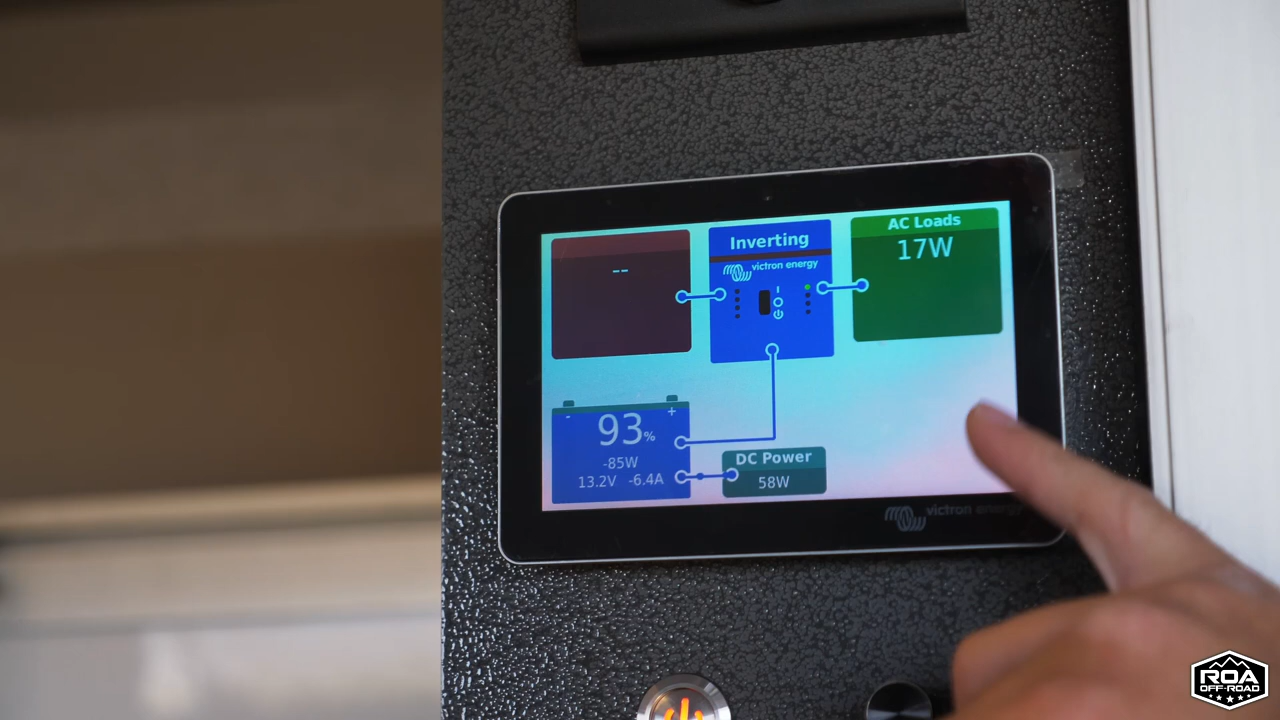 --
Inverting
victron energy
AC Loads
17W
- +
93%
-85W
13.2V -6.4A
DC Power
58W
victron energy
ROA
OFF-ROAD